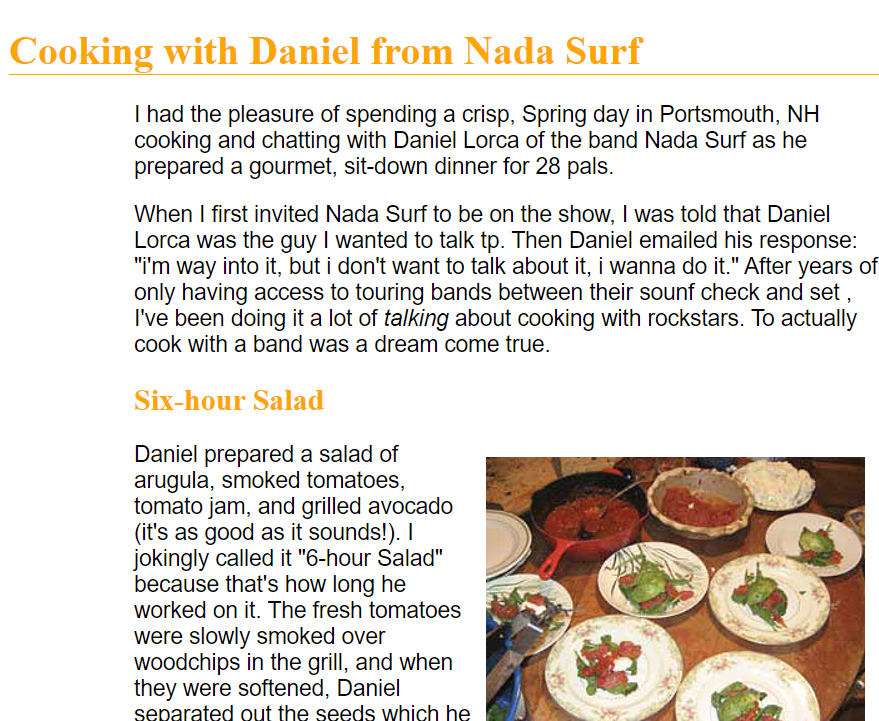 Cooking with Daniel from Nada Surf
I had the pleasure of spending a crisp, Spring day in Portsmouth, NH
cooking and chatting with Daniel Lorca of the band Nada Surf as he
prepared a gourmet, sit-down dinner for 28 pals.
When I first invited Nada Surf to be on the show, I was told that Daniel
Lorca was the guy I wanted to talk tp. Then Daniel emailed his response:
"i'm way into it, but i don't want to talk about it, i wanna do it." After years of
only having access to touring bands between their sounf check and set ,
I've been doing it a lot of talking about cooking with rockstars. To actually
cook with a band was a dream come true.
Six-hour Salad
Daniel prepared a salad of
arugula, smoked tomatoes,
tomato jam, and grilled avocado
(it's as good as it sounds!). I
jokingly called it "6-hour Salad"
because that's how long he
worked on it. The fresh tomatoes
were slowly smoked over
woodchips in the grill, and when
they were softened, Daniel
separated out the seeds which he